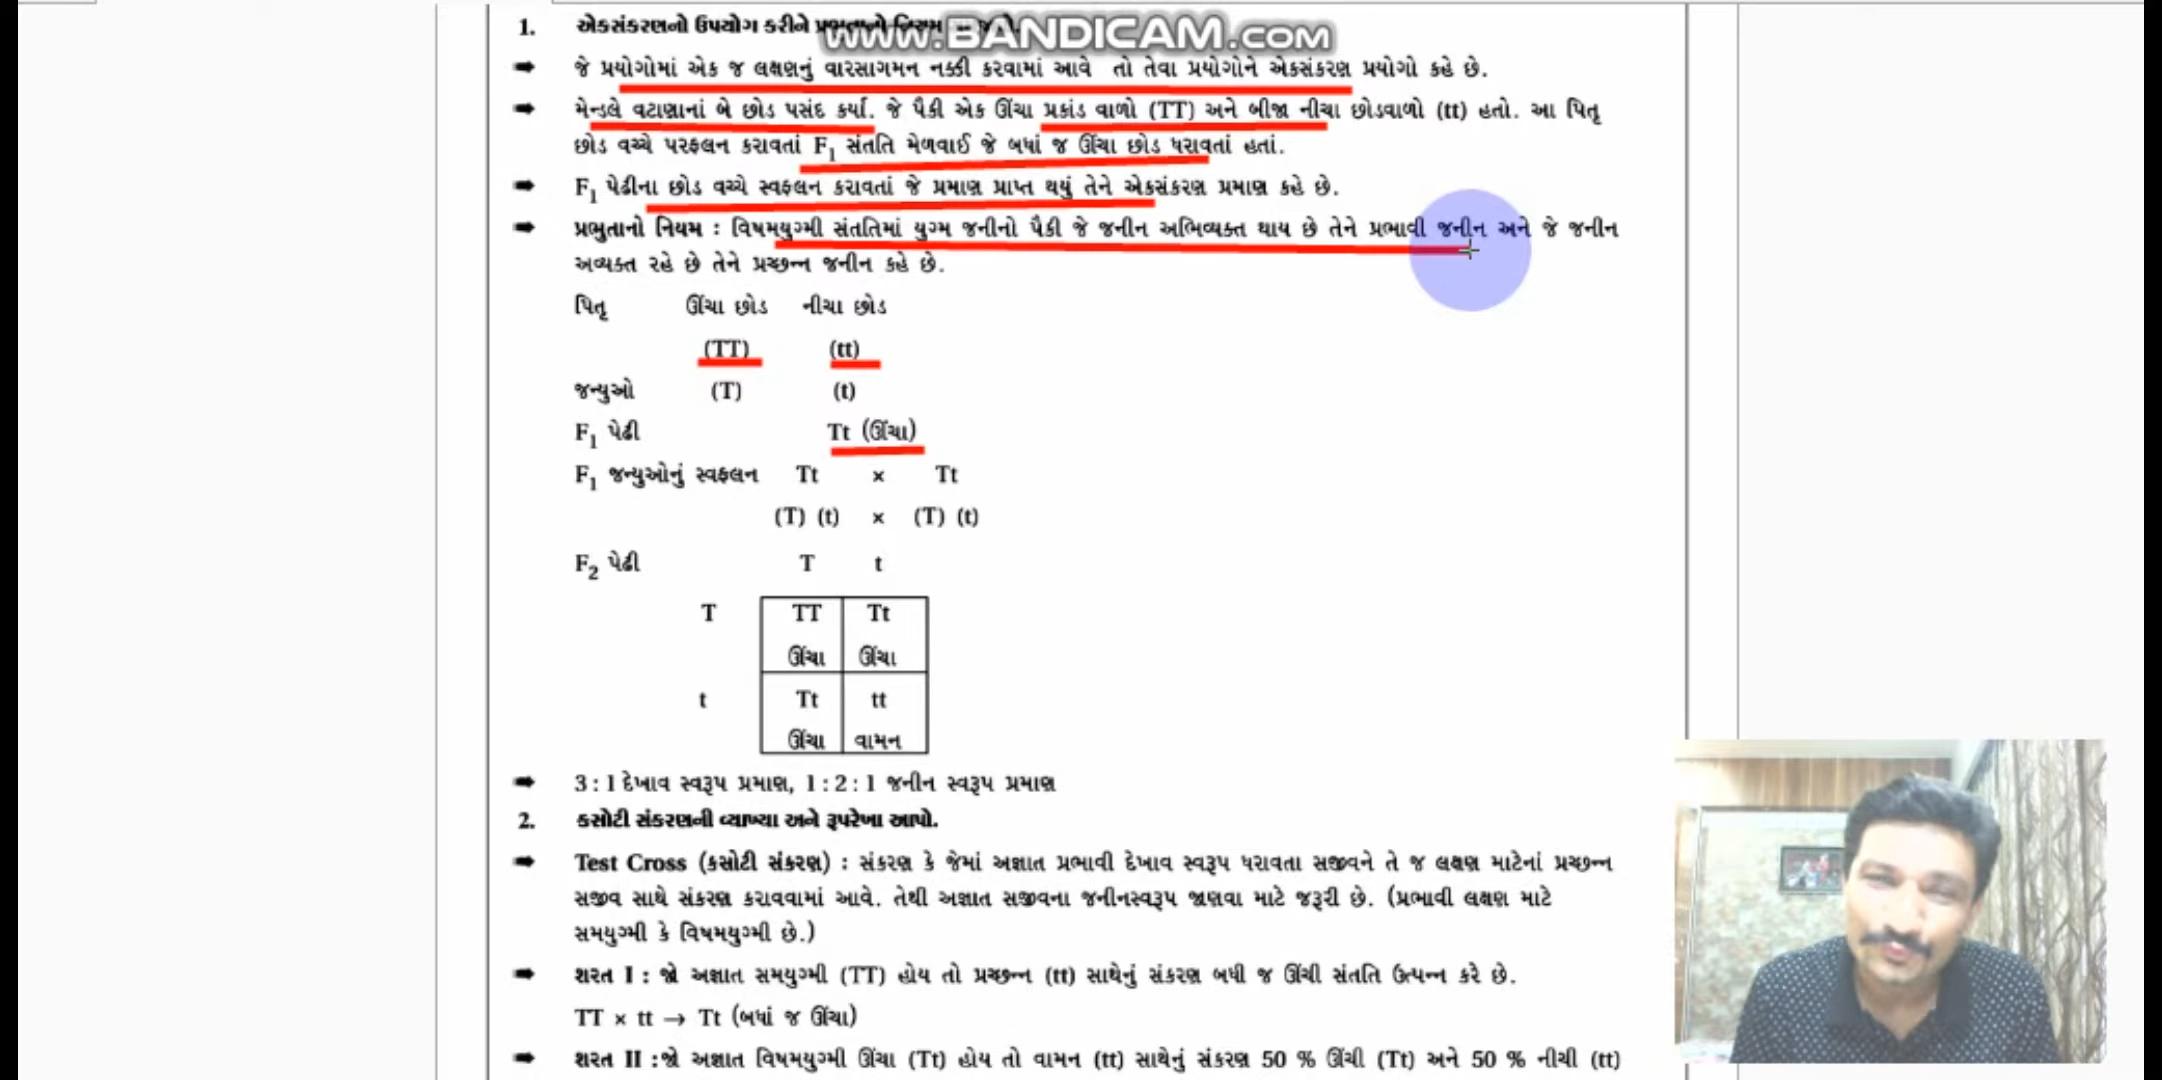 WWW.BANDICAM.COM
1. એકસંકરણનો ઉપયોગ કરીને પ્રભુતાનો નિયમ
➡ જે પ્રયોગોમાં એક જ લક્ષણનું વારસાગમન નક્કી કરવામાં આવે તો તેવા પ્રયોગોને એકસંકરણ પ્રયોગો કહે છે.
➡ મેન્ડલે વટાણાનાં બે છોડ પસંદ કર્યા. જે પૈકી એક ઊંચા પ્રકાંડ વાળો (TT) અને બીજા નીચા છોડવાળો (tt) હતો. આ પિતૃ
છોડ વચ્ચે પરફલન કરાવતાં F₁ સંતતિ મેળવાઈ જે બધાં જ ઊંચા છોડ ધરાવતાં હતાં.
➡ F₁ પેઢીના છોડ વચ્ચે સ્વફલન કરાવતાં જે પ્રમાણ પ્રાપ્ત થયું તેને એકસંકરણ પ્રમાણ કહે છે.
➡ પ્રભુતાનો નિયમ : વિષમયુગ્મી સંતતિમાં યુગ્મ જનીનો પૈકી જે જનીન અભિવ્યક્ત થાય છે તેને પ્રભાવી જનીન અને જે જનીન
અવ્યક્ત રહે છે તેને પ્રચ્છન્ન જનીન કહે છે.
પિતૃ ઊંચા છોડ નીચા છોડ
(TT) (tt)
જન્યુઓ (T) (t)
F₁ પેઢી Tt (ઊંચા)
F₁ જન્યુઓનું સ્વફલન Tt × Tt
(T) (t) × (T) (t)
F₂ પેઢી T t
T TT Tt
ઊંચા ઊંચા
t Tt tt
ઊંચા વામન
➡ 3 : 1 દેખાવ સ્વરૂપ પ્રમાણ, 1 : 2 : 1 જનીન સ્વરૂપ પ્રમાણ
2. કસોટી સંકરણની વ્યાખ્યા અને રૂપરેખા આપો.
➡ Test Cross (કસોટી સંકરણ) : સંકરણ કે જેમાં અજ્ઞાત પ્રભાવી દેખાવ સ્વરૂપ ધરાવતા સજીવને તે જ લક્ષણ માટેનાં પ્રચ્છન્ન
સજીવ સાથે સંકરણ કરાવવામાં આવે. તેથી અજ્ઞાત સજીવના જનીનસ્વરૂપ જાણવા માટે જરૂરી છે. (પ્રભાવી લક્ષણ માટે
સમયુગ્મી કે વિષમયુગ્મી છે.)
➡ શરત I : જો અજ્ઞાત સમયુગ્મી (TT) હોય તો પ્રચ્છન્ન (tt) સાથેનું સંકરણ બધી જ ઊંચી સંતતિ ઉત્પન્ન કરે છે.
TT × tt → Tt (બધાં જ ઊંચા)
➡ શરત II :જો અજ્ઞાત વિષમયુગ્મી ઊંચા (Tt) હોય તો વામન (tt) સાથેનું સંકરણ 50 % ઊંચી (Tt) અને 50 % નીચી (tt)